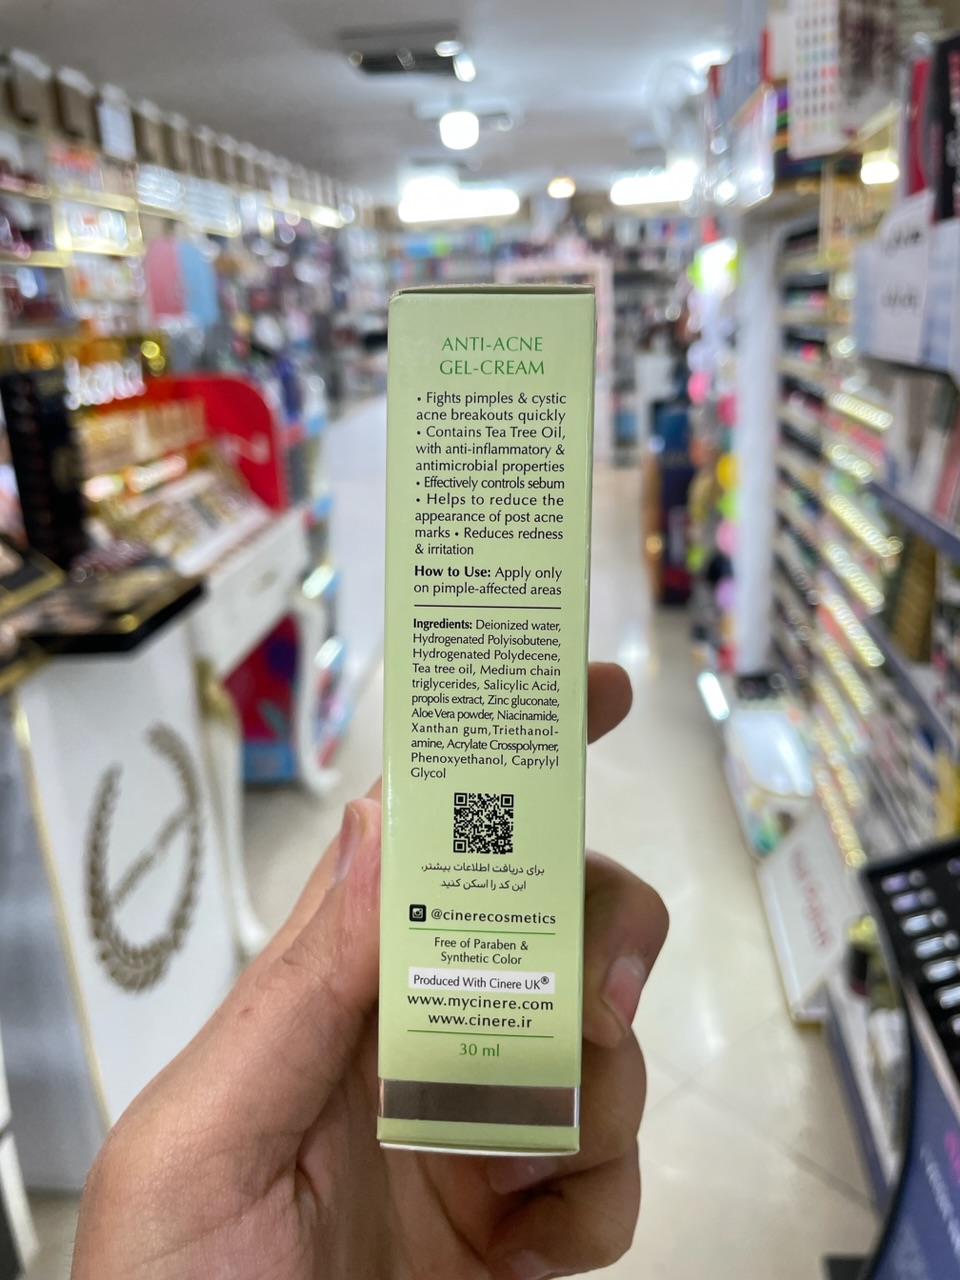 ANTI-ACNE
GEL-CREAM
• Fights pimples & cystic
acne breakouts quickly
• Contains Tea Tree Oil,
with anti-inflammatory &
antimicrobial properties
• Effectively controls sebum
• Helps to reduce the
appearance of post acne
marks • Reduces redness
& irritation
How to Use: Apply only
on pimple-affected areas
Ingredients: Deionized water,
Hydrogenated Polyisobutene,
Hydrogenated Polydecene,
Tea tree oil, Medium chain
triglycerides, Salicylic Acid,
propolis extract, Zinc gluconate,
Aloe Vera powder, Niacinamide,
Xanthan gum, Triethanol-
amine, Acrylate Crosspolymer,
Phenoxyethanol, Caprylyl
Glycol
برای دریافت اطلاعات بیشتر،
این کد را اسکن کنید
@cinerecosmetics
Free of Paraben &
Synthetic Color
Produced With Cinere UK®
www.mycinere.com
www.cinere.ir
30 ml